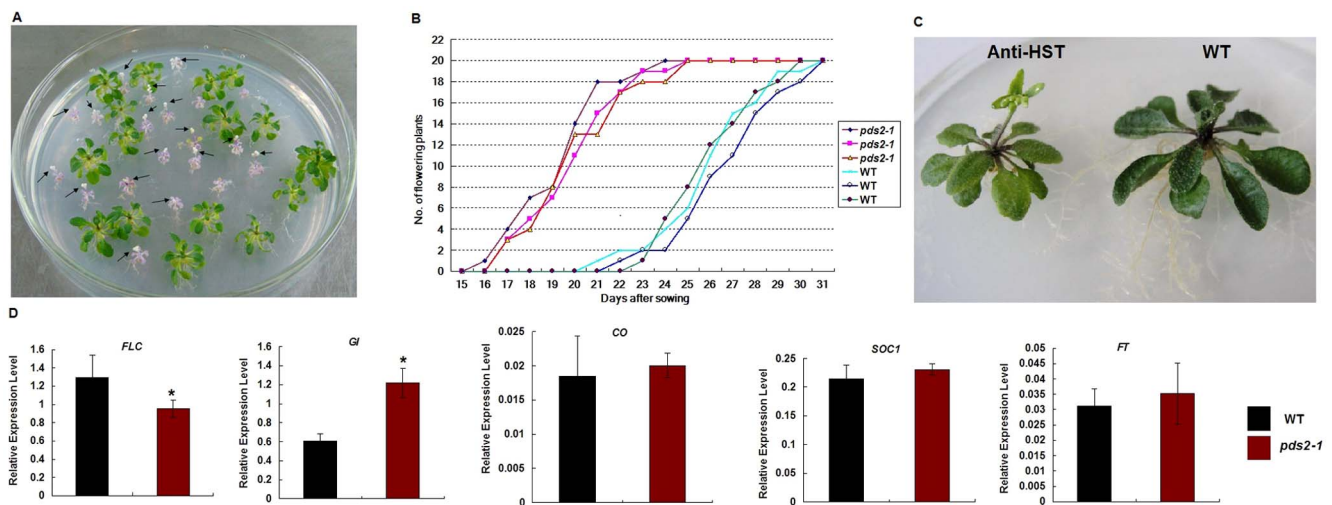 A
B
C
No. of flowering plants
22
20
18
16
14
12
10
8
6
4
2
0
15 16 17 18 19 20 21 22 23 24 25 26 27 28 29 30 31
Days after sowing
pds2-1
pds2-1
pds2-1
WT
WT
WT
Anti-HST WT
D
FLC
Relative Expression Level
1.6
1.4
1.2
1
0.8
0.6
0.4
0.2
0
*
GI
Relative Expression Level
1.6
1.4
1.2
1
0.8
0.6
0.4
0.2
0
*
CO
Relative Expression Level
0.025
0.02
0.015
0.01
0.005
0
SOC1
Relative Expression Level
0.25
0.2
0.15
0.1
0.05
0
FT
Relative Expression Level
0.05
0.045
0.04
0.035
0.03
0.025
0.02
0.015
0.01
0.005
0
WT
pds2-1